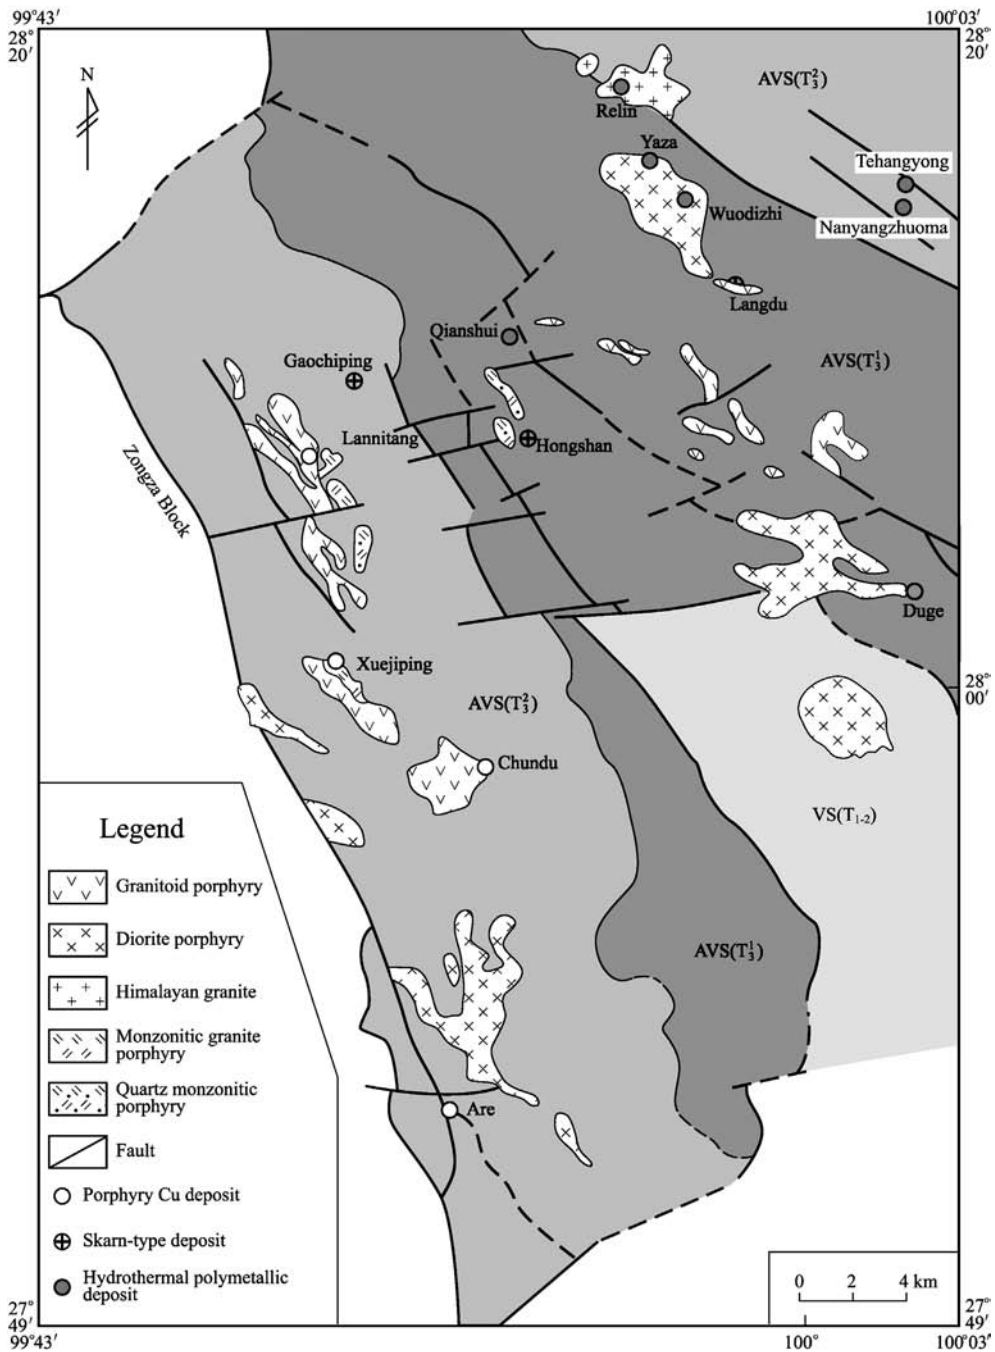 99°43′
100°03′
28°
20′
28°
20′
N
AVS(T₃²)
Relin
Yaza
Tehangyong
Wuodizhi
Nanyangzhuoma
Langdu
Qianshui
Gaochiping
AVS(T₃¹)
Lannitang
Hongshan
Zongza Block
Duge
Xuejiping
28°
00′
AVS(T₃²)
Chundu
VS(T₁₋₂)
Legend
Granitoid porphyry
Diorite porphyry
AVS(T₃¹)
Himalayan granite
Monzonitic granite
porphyry
Quartz monzonitic
porphyry
Are
Fault
Porphyry Cu deposit
Skarn-type deposit
Hydrothermal polymetallic
deposit
0 2 4 km
27°
49′
27°
49′
99°43′
100°
100°03′